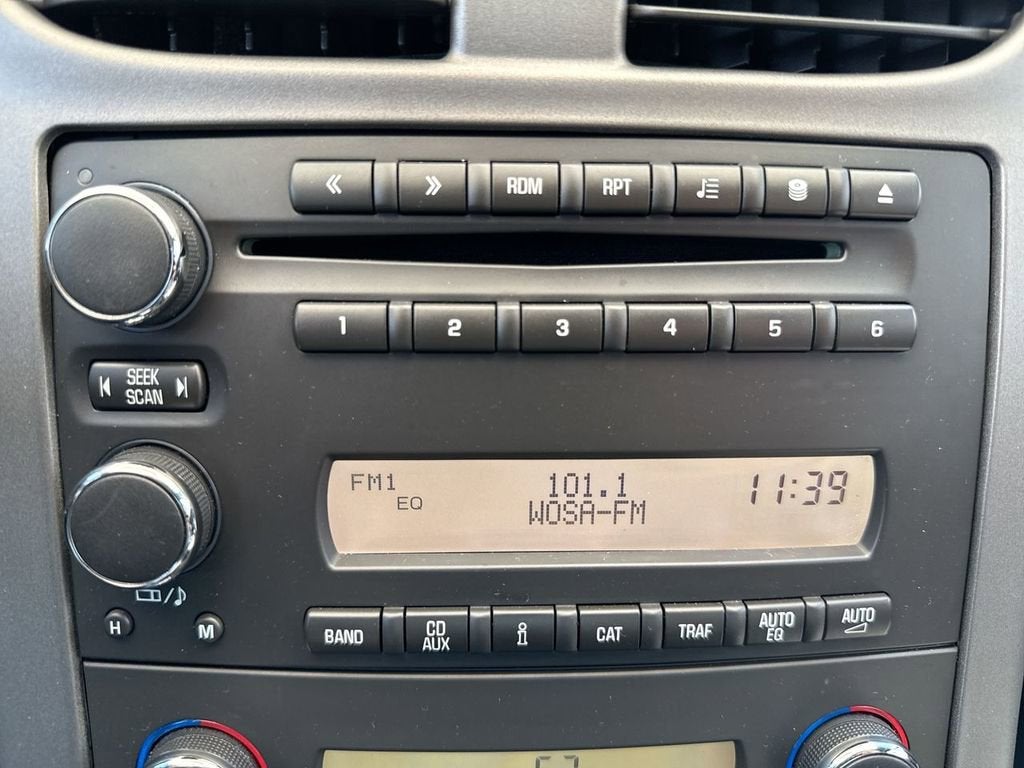 RDM RPT
1 2 3 4 5 6
SEEK
SCAN
FM1 101.1 11:39
EQ WOSA-FM
H M
BAND CD AUX i CAT TRAF AUTO EQ AUTO